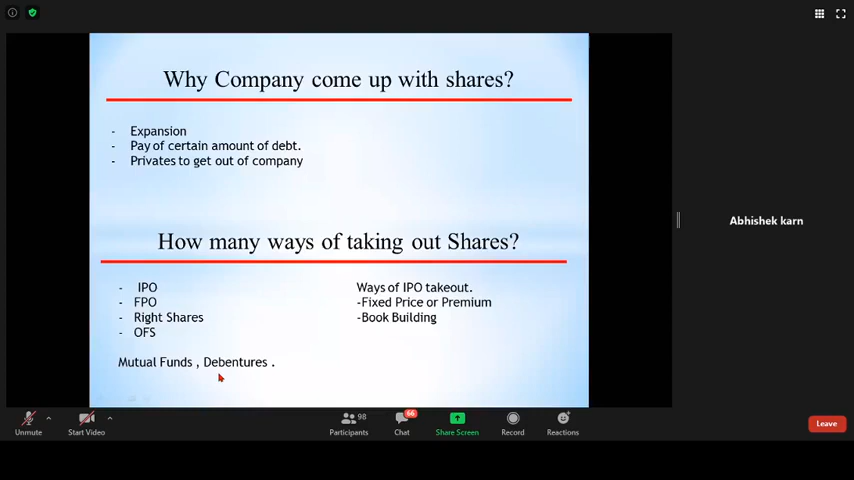 Why Company come up with shares?
- Expansion
- Pay of certain amount of debt.
- Privates to get out of company
How many ways of taking out Shares?
- IPO
- FPO
- Right Shares
- OFS
Mutual Funds , Debentures .
Ways of IPO takeout.
-Fixed Price or Premium
-Book Building
Abhishek karn
Unmute
Start Video
98
Participants
66
Chat
Share Screen
Record
Reactions
Leave